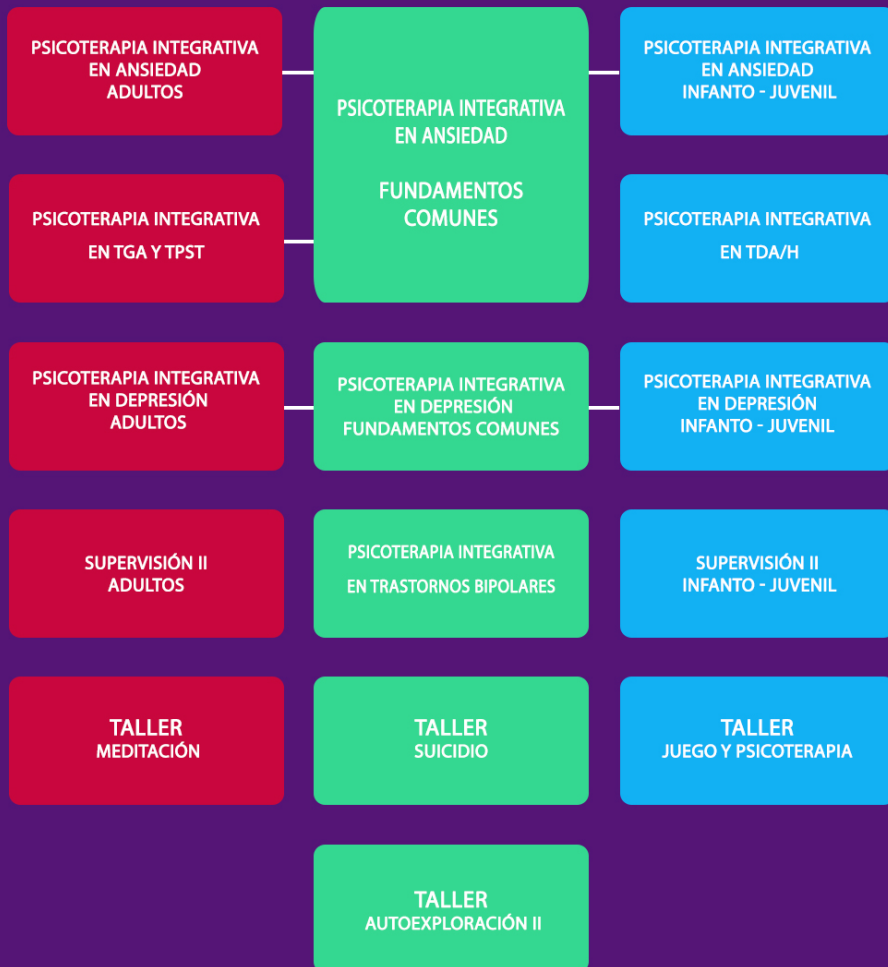 PSICOTERAPIA INTEGRATIVA
EN ANSIEDAD
ADULTOS
PSICOTERAPIA INTEGRATIVA
EN ANSIEDAD
FUNDAMENTOS
COMUNES
PSICOTERAPIA INTEGRATIVA
EN ANSIEDAD
INFANTO - JUVENIL
PSICOTERAPIA INTEGRATIVA
EN TGA Y TPST
PSICOTERAPIA INTEGRATIVA
EN TDA/H
PSICOTERAPIA INTEGRATIVA
EN DEPRESIÓN
ADULTOS
PSICOTERAPIA INTEGRATIVA
EN DEPRESIÓN
FUNDAMENTOS COMUNES
PSICOTERAPIA INTEGRATIVA
EN DEPRESIÓN
INFANTO - JUVENIL
SUPERVISIÓN II
ADULTOS
PSICOTERAPIA INTEGRATIVA
EN TRASTORNOS BIPOLARES
SUPERVISIÓN II
INFANTO - JUVENIL
TALLER
MEDITACIÓN
TALLER
SUICIDIO
TALLER
JUEGO Y PSICOTERAPIA
TALLER
AUTOEXPLORACIÓN II